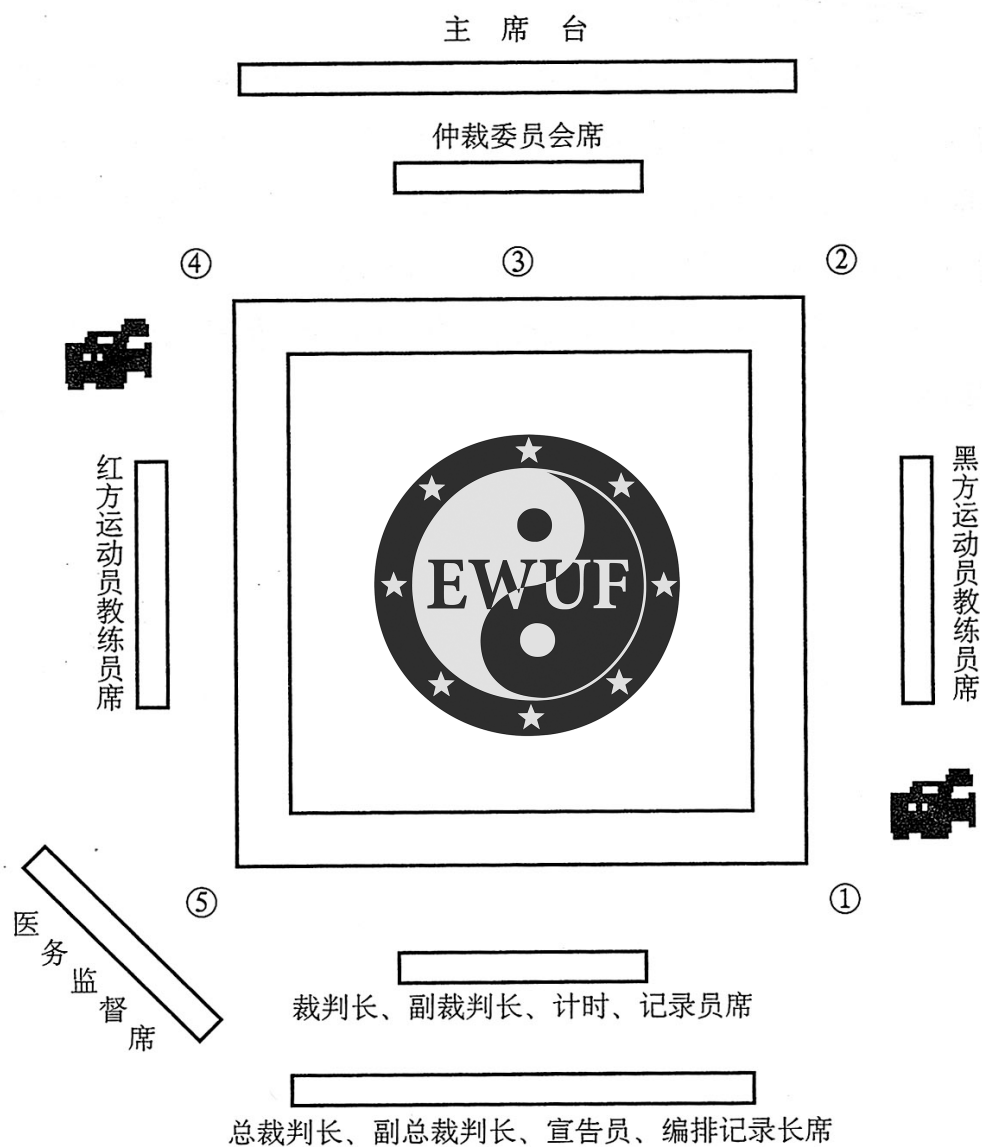 主席台
仲裁委员会席
④
③
②
红方运动员教练员席
EWUF
黑方运动员教练员席
⑤
①
医务监督席
裁判长、副裁判长、计时、记录员席
总裁判长、副总裁判长、宣告员、编排记录长席